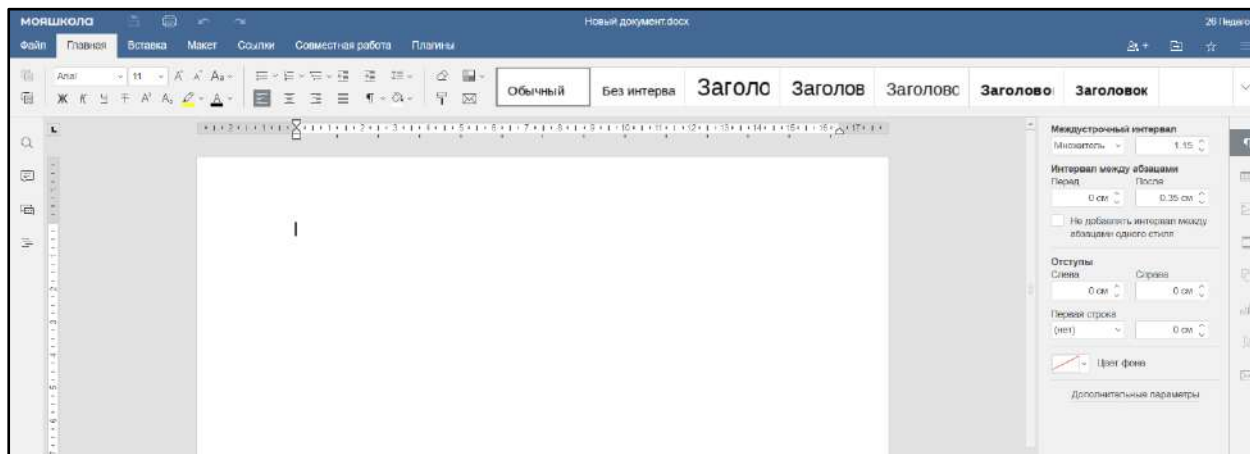 мояшкола Новый документ.docx 26 Педаго
Файл Главная Вставка Макет Ссылки Совместная работа Плагины
Arial 11
Обычный Без интерва Заголо Заголов Заголовс Заголово Заголовок
Междустрочный интервал
Множитель 1.15
Интервал между абзацами
Перед После
0 см 0.35 см
Не добавлять интервал между
абзацами одного стиля
Отступы
Слева Справа
0 см 0 см
Первая строка
(нет) 0 см
Цвет фона
Дополнительные параметры